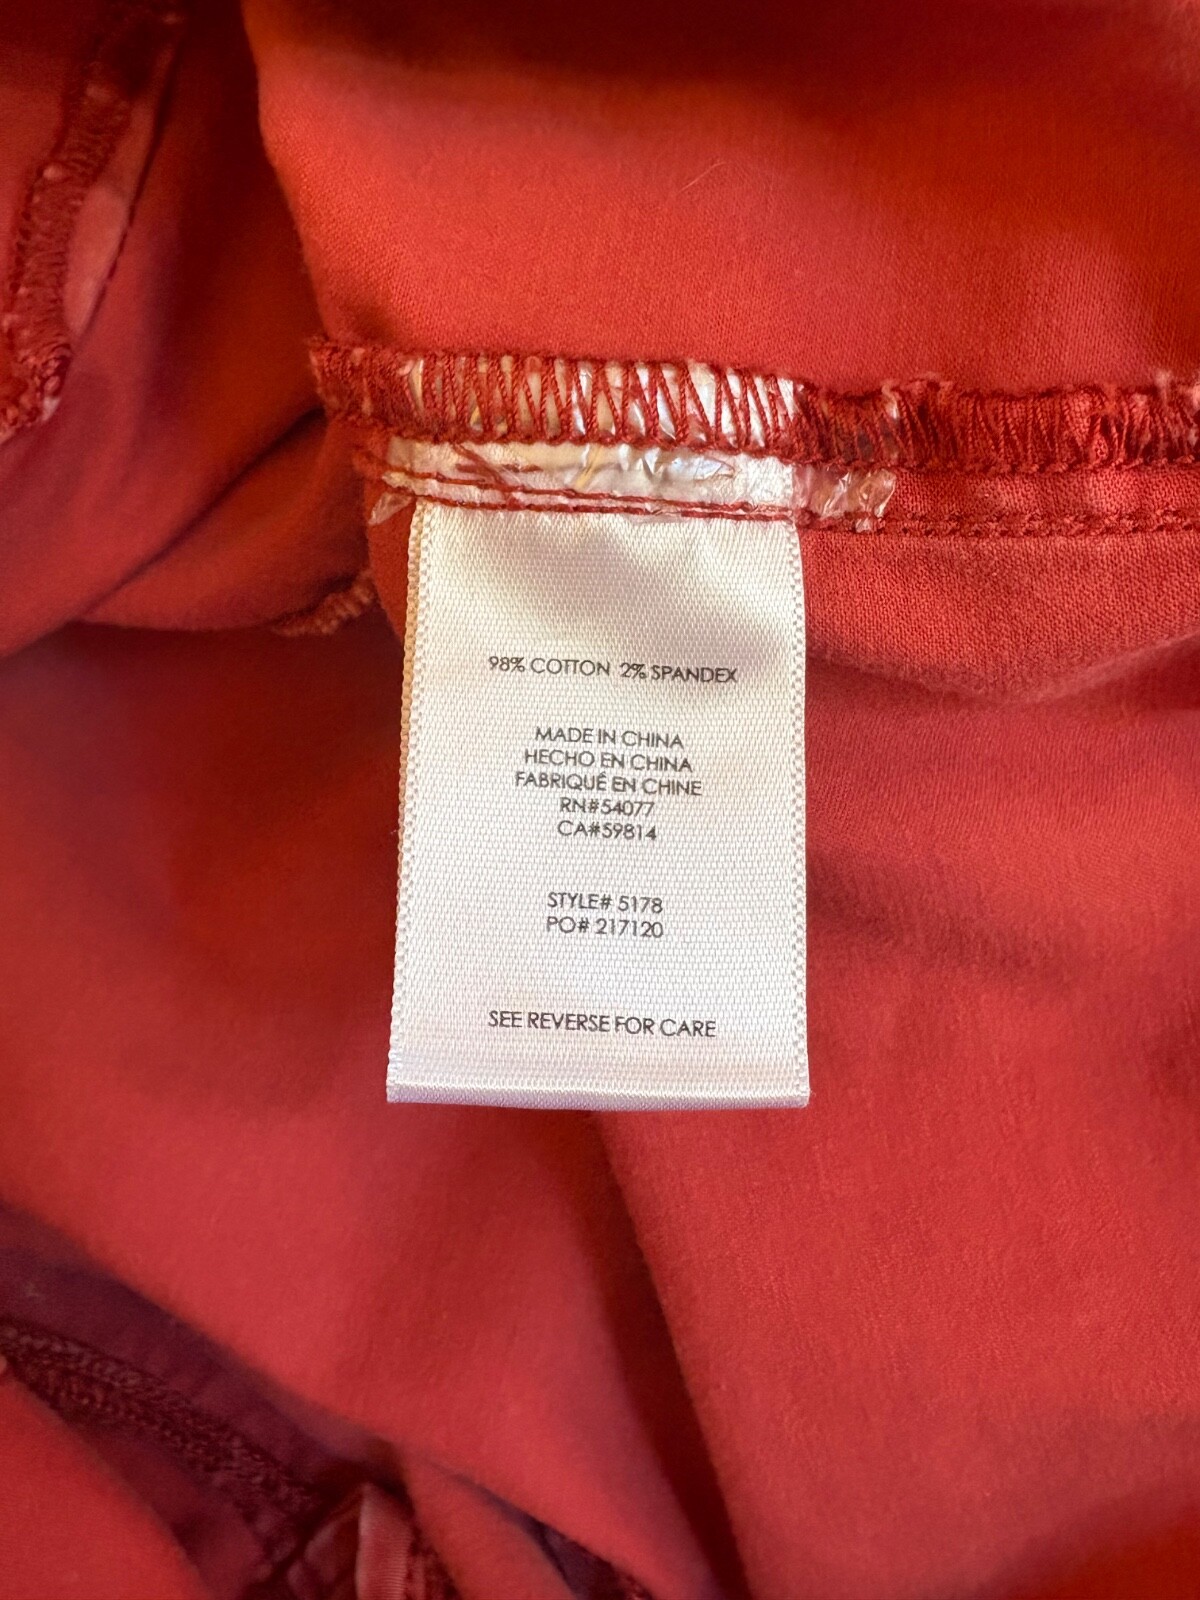 98% COTTON 2% SPANDEX
MADE IN CHINA
HECHO EN CHINA
FABRIQUÉ EN CHINE
RN#54077
CA#59814
STYLE# 5178
PO# 217120
SEE REVERSE FOR CARE